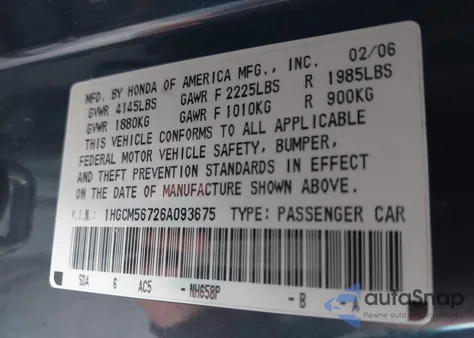 02/06
MFD. BY HONDA OF AMERICA MFG., INC.
GVWR 4145LBS GAWR F 2225LBS R 1985LBS
GVWR 1880KG GAWR F 1010KG R 900KG
THIS VEHICLE CONFORMS TO ALL APPLICABLE
FEDERAL MOTOR VEHICLE SAFETY, BUMPER,
AND THEFT PREVENTION STANDARDS IN EFFECT
ON THE DATE OF MANUFACTURE SHOWN ABOVE.
V.I.N.: 1HGCM56726A093675 TYPE: PASSENGER CAR
SDA 6 AC5 - NH658P - B - A
autoSnap
Pewne auto